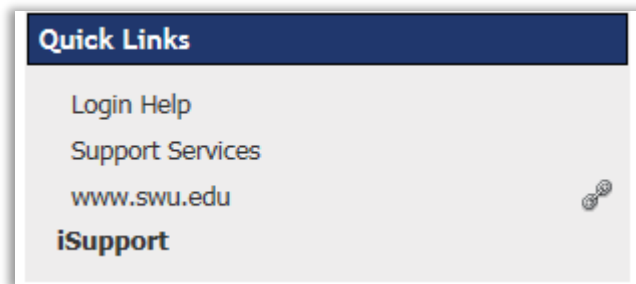 Quick Links
Login Help
Support Services
www.swu.edu
iSupport